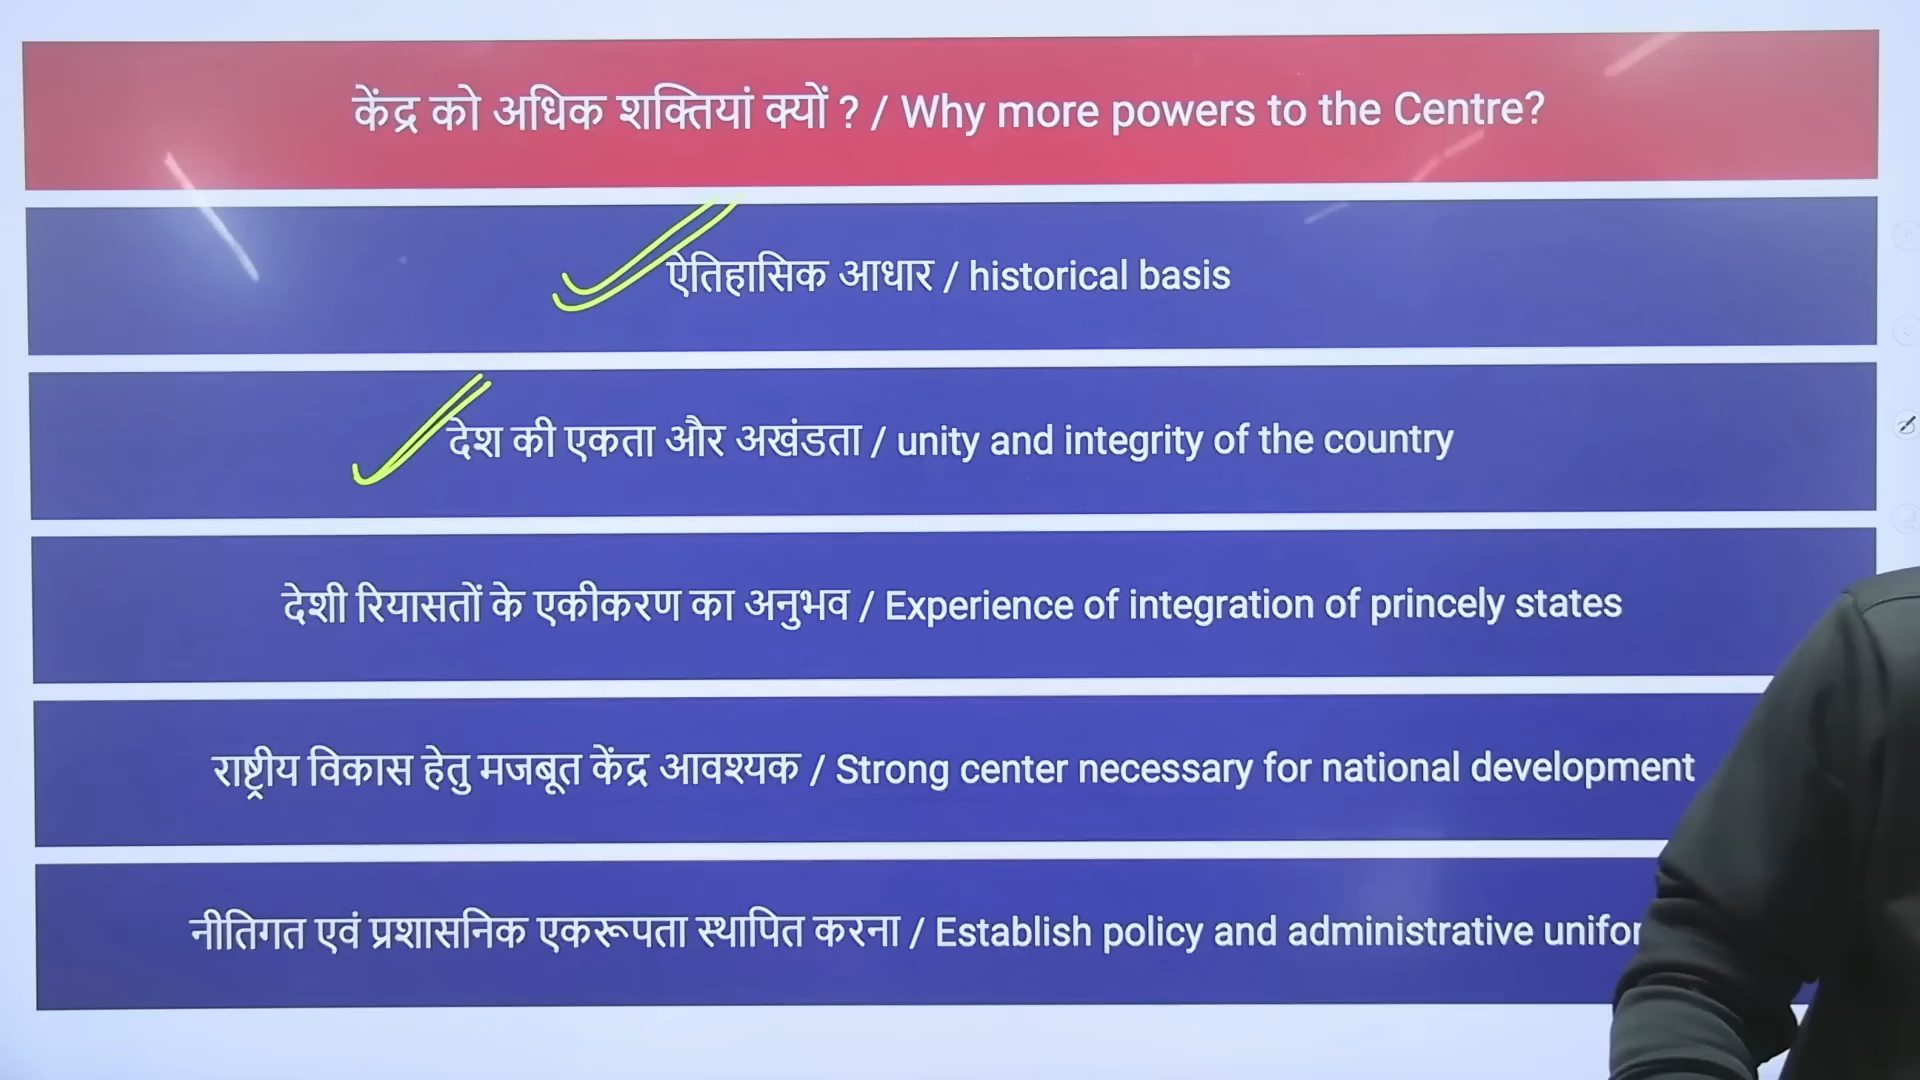 केंद्र को अधिक शक्तियां क्यों ? / Why more powers to the Centre?
ऐतिहासिक आधार / historical basis
देश की एकता और अखंडता / unity and integrity of the country
देशी रियासतों के एकीकरण का अनुभव / Experience of integration of princely states
राष्ट्रीय विकास हेतु मजबूत केंद्र आवश्यक / Strong center necessary for national development
नीतिगत एवं प्रशासनिक एकरूपता स्थापित करना / Establish policy and administrative